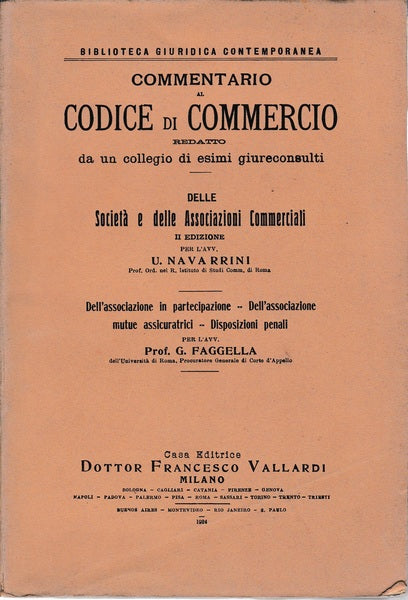 BIBLIOTECA GIURIDICA CONTEMPORANEA
COMMENTARIO
AL
CODICE DI COMMERCIO
REDATTO
da un collegio di esimi giureconsulti
DELLE
Società e delle Associazioni Commerciali
II EDIZIONE
PER L'AVV.
U. NAVARRINI
Prof. Ord. nel R. Istituto di Studi Comm. di Roma
Dell'associazione in partecipazione -- Dell'associazione
mutue assicuratrici -- Disposizioni penali
PER L'AVV.
Prof. G. FAGGELLA
dell'Università di Roma, Procuratore Generale di Corte d'Appello
Casa Editrice
DOTTOR FRANCESCO VALLARDI
MILANO
BOLOGNA - CAGLIARI - CATANIA - FIRENZE - GENOVA
NAPOLI - PADOVA - PALERMO - PISA - ROMA - SASSARI - TORINO - TRENTO - TRIESTE
BUENOS AIRES - MONTEVIDEO - RIO JANEIRO - S. PAULO
1924